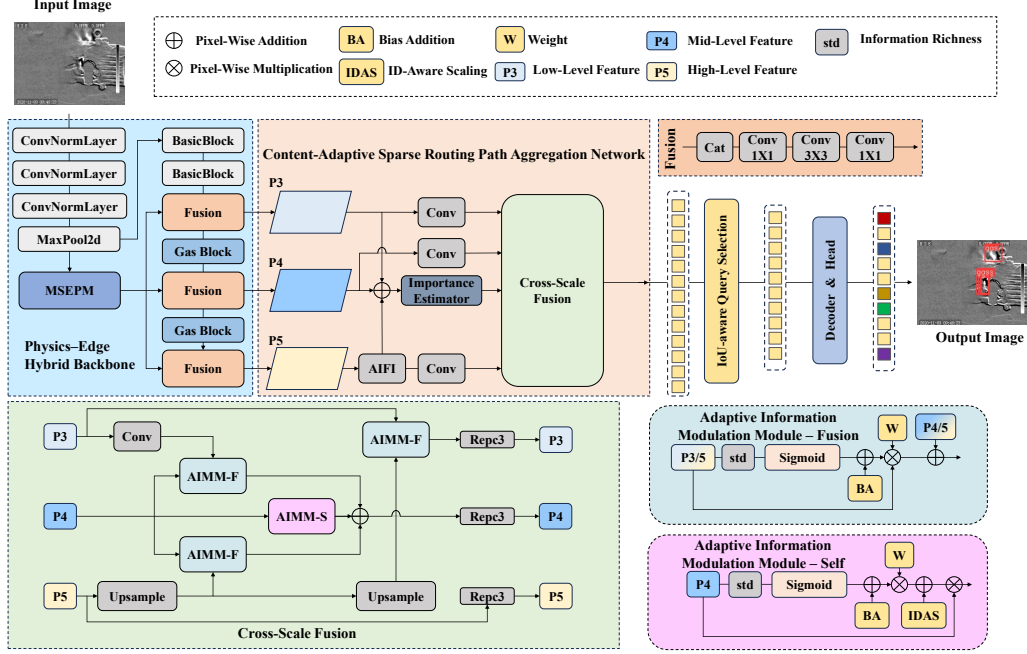 Input Image
Pixel-Wise Addition
BA
Bias Addition
W
Weight
P4
Mid-Level Feature
std
Information Richness
Pixel-Wise Multiplication
IDAS
ID-Aware Scaling
P3
Low-Level Feature
P5
High-Level Feature
ConvNormLayer
ConvNormLayer
ConvNormLayer
MaxPool2d
MSEPM
Physics–Edge
Hybrid Backbone
BasicBlock
BasicBlock
Fusion
Gas Block
Fusion
Gas Block
Fusion
Content-Adaptive Sparse Routing Path Aggregation Network
P3
Conv
P4
Conv
Importance
Estimator
P5
AIFI
Conv
Cross-Scale
Fusion
Fusion
Cat
Conv
1X1
Conv
3X3
Conv
1X1
IoU-aware Query Selection
Decoder & Head
Output Image
P3
Conv
AIMM-F
Repc3
P3
AIMM-F
P4
AIMM-S
Repc3
P4
AIMM-F
P5
Upsample
Upsample
Repc3
P5
Cross-Scale Fusion
Adaptive Information
Modulation Module – Fusion
W
P4/5
P3/5
std
Sigmoid
BA
Adaptive Information
Modulation Module – Self
W
P4
std
Sigmoid
BA
IDAS